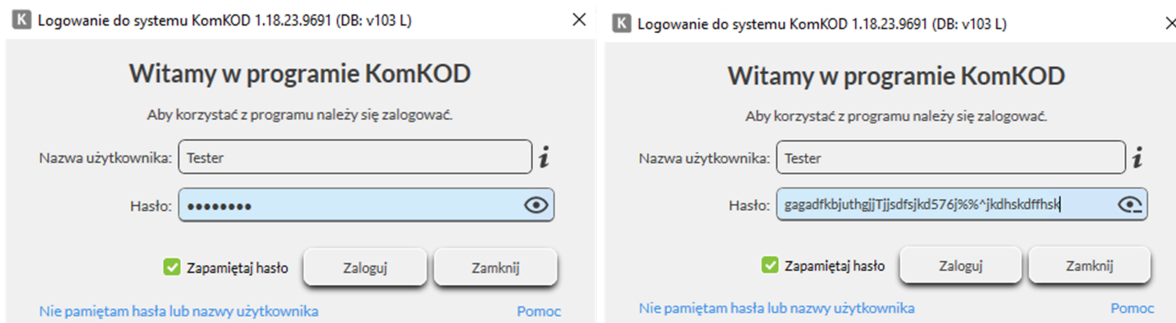 K Logowanie do systemu KomKOD 1.18.23.9691 (DB: v103 L)
Witamy w programie KomKOD
Aby korzystać z programu należy się zalogować.
Nazwa użytkownika: Tester i
Hasło: ••••••••
Zapamiętaj hasło Zaloguj Zamknij
Nie pamiętam hasła lub nazwy użytkownika Pomoc
K Logowanie do systemu KomKOD 1.18.23.9691 (DB: v103 L)
Witamy w programie KomKOD
Aby korzystać z programu należy się zalogować.
Nazwa użytkownika: Tester i
Hasło: gagadfkbjuthgjjTjjsdfsjkd576j%%^jkdhskdffhsk
Zapamiętaj hasło Zaloguj Zamknij
Nie pamiętam hasła lub nazwy użytkownika Pomoc